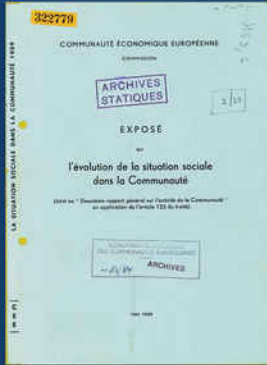 322779
COMMUNAUTÉ ÉCONOMIQUE EUROPÉENNE
COMMISSION
ARCHIVES
STATIQUES
EXPOSÉ
sur
l'évolution de la situation sociale
dans la Communauté
(Joint au " Deuxième rapport général sur l'activité de la Communauté "
en application de l'article 122 du traité)
ARCHIVES
LA SITUATION SOCIALE DANS LA COMMUNAUTÉ 1959
CEE